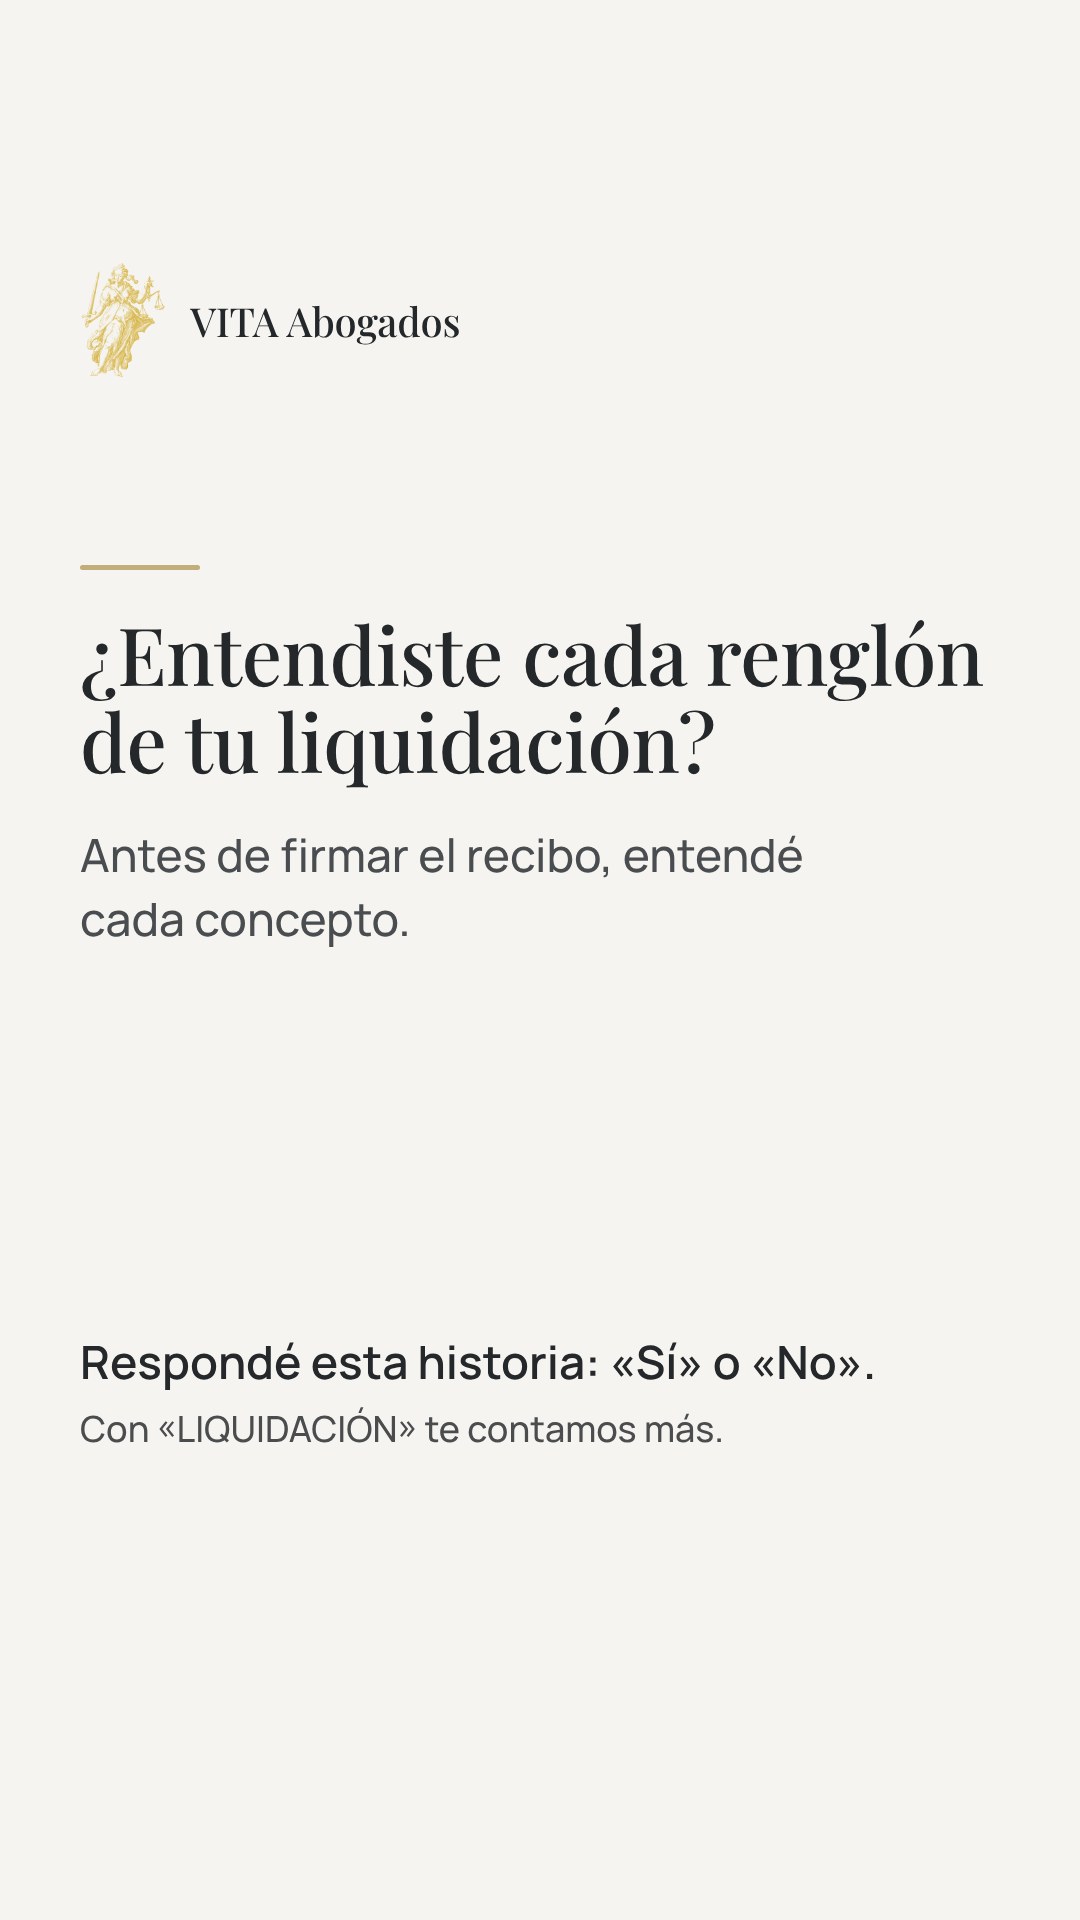 VITA Abogados
¿Entendiste cada renglón
de tu liquidación?
Antes de firmar el recibo, entendé
cada concepto.
Respondé esta historia: «Sí» o «No».
Con «LIQUIDACIÓN» te contamos más.